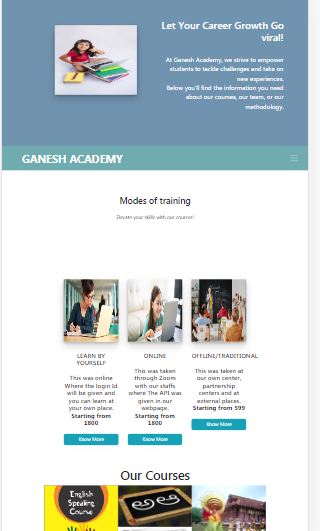 Let Your Career Growth Go
viral!
At Ganesh Academy, we strive to empower
students to tackle challenges and take on
new experiences.
Below you'll find the information you need
about our courses, our team, or our
methodology.
GANESH ACADEMY
Modes of training
Elevate your skills with our course!
LEARN BY
YOURSELF
This was online
Where the login Id
will be given and
you can learn at
your own place.
Starting from
1800
Know More
ONLINE
This was taken
through Zoom
with our staffs
where The API was
given in our
webpage.
Starting from
1800
Know More
OFFLINE/TRADITIONAL
This was taken at
our own center,
partnership
centers and at
external places.
Starting from 599
Know More
Our Courses
English
Speaking
Course
అ ఆ